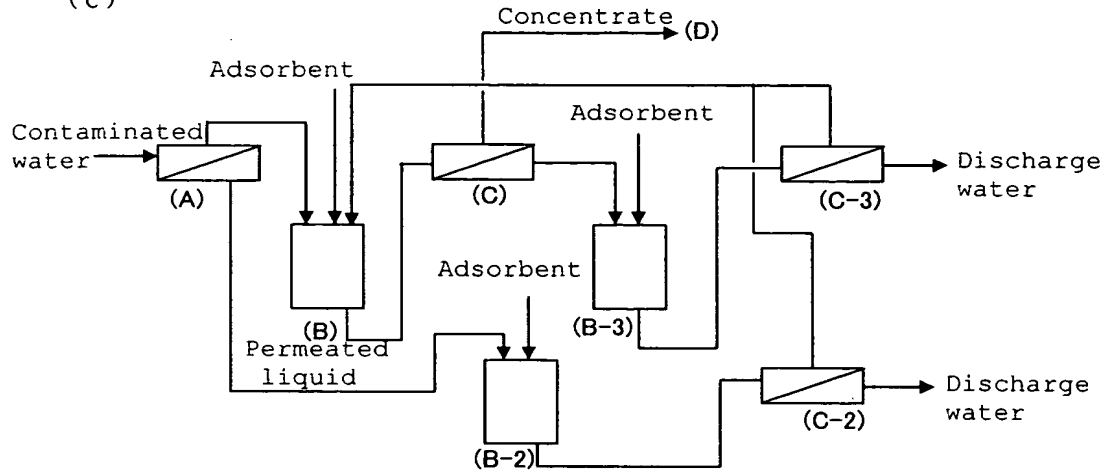 (c)
Concentrate
(D)
Adsorbent
Adsorbent
Contaminated
water
(A)
(C)
Discharge
water
(C-3)
Adsorbent
(B)
(B-3)
Permeated
liquid
Discharge
water
(C-2)
(B-2)